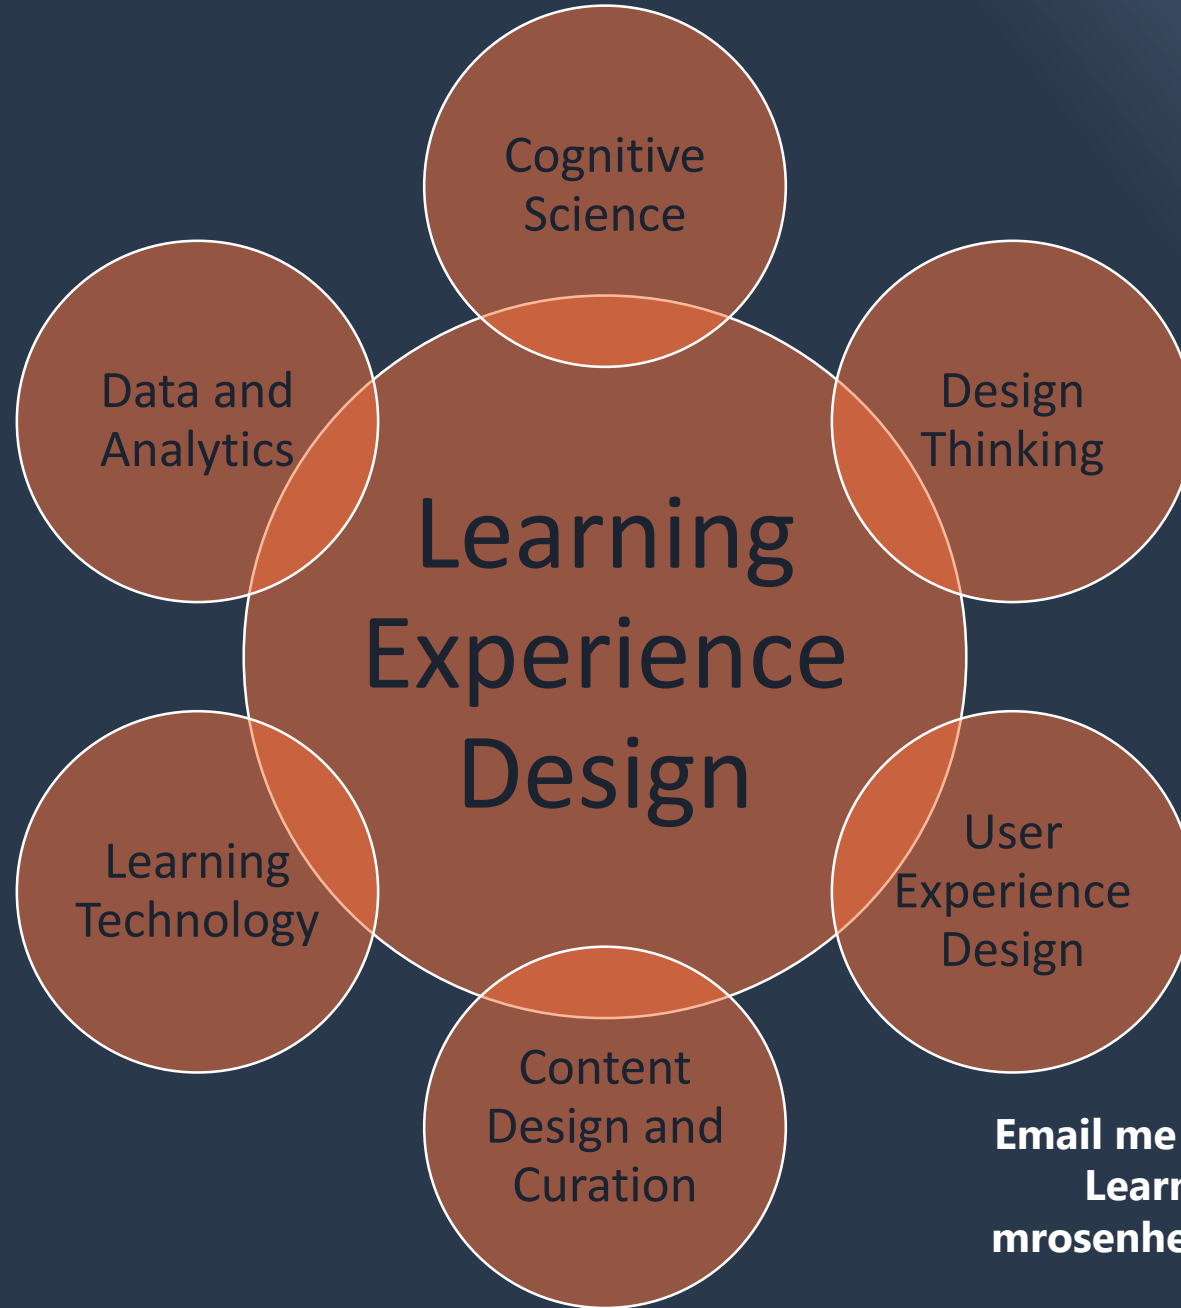 Cognitive
Science
Data and
Analytics
Design
Thinking
Learning
Experience
Design
Learning
Technology
User
Experience
Design
Content
Design and
Curation
Email me